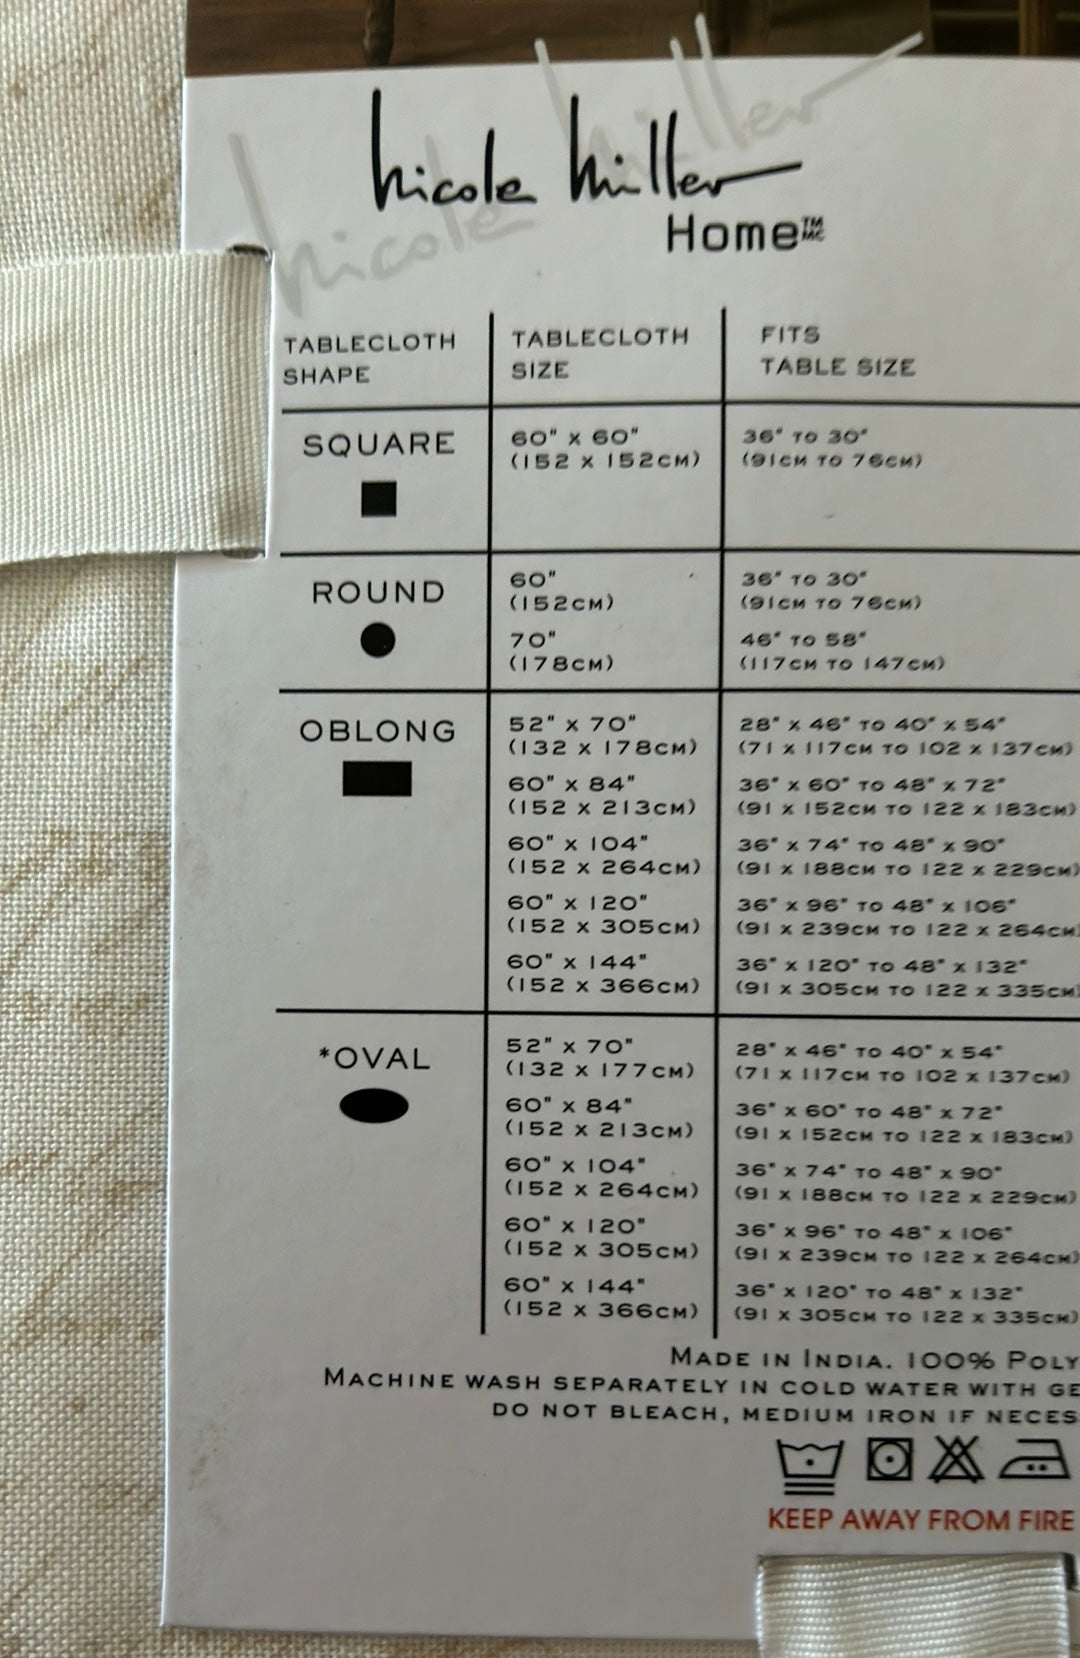 nicole miller
nicole miller
Home™ MC
TABLECLOTH SHAPE
TABLECLOTH SIZE
FITS TABLE SIZE
SQUARE
60" x 60"
(152 x 152CM)
36" TO 30"
(91CM TO 76CM)
ROUND
60"
(152CM)
36" TO 30"
(91CM TO 76CM)
70"
(178CM)
46" TO 58"
(117CM TO 147CM)
OBLONG
52" x 70"
(132 x 178CM)
28" x 46" TO 40" x 54"
(71 x 117CM TO 102 x 137CM)
60" x 84"
(152 x 213CM)
36" x 60" TO 48" x 72"
(91 x 152CM TO 122 x 183CM)
60" x 104"
(152 x 264CM)
36" x 74" TO 48" x 90"
(91 x 188CM TO 122 x 229CM)
60" x 120"
(152 x 305CM)
36" x 96" TO 48" x 106"
(91 x 239CM TO 122 x 264CM
60" x 144"
(152 x 366CM)
36" x 120" TO 48" x 132"
(91 x 305CM TO 122 x 335CM
*OVAL
52" x 70"
(132 x 177CM)
28" x 46" TO 40" x 54"
(71 x 117CM TO 102 x 137CM)
60" x 84"
(152 x 213CM)
36" x 60" TO 48" x 72"
(91 x 152CM TO 122 x 183CM)
60" x 104"
(152 x 264CM)
36" x 74" TO 48" x 90"
(91 x 188CM TO 122 x 229CM)
60" x 120"
(152 x 305CM)
36" x 96" TO 48" x 106"
(91 x 239CM TO 122 x 264CM)
60" x 144"
(152 x 366CM)
36" x 120" TO 48" x 132"
(91 x 305CM TO 122 x 335CM)
MADE IN INDIA. 100% POLY
MACHINE WASH SEPARATELY IN COLD WATER WITH GE
DO NOT BLEACH, MEDIUM IRON IF NECES
KEEP AWAY FROM FIRE